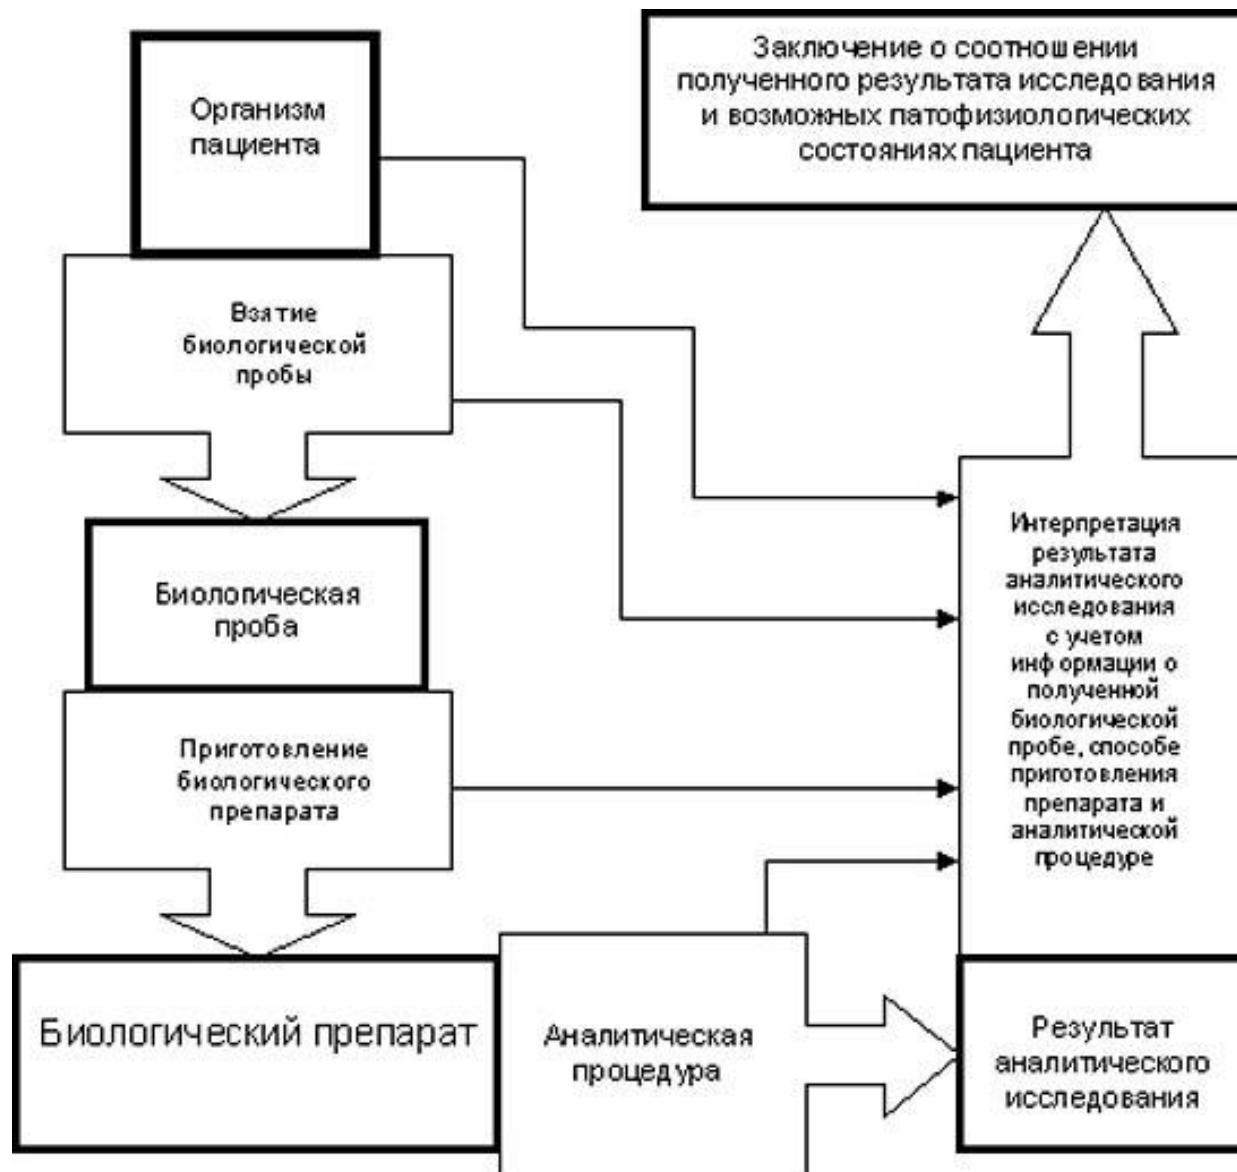 Организм
пациента
Взятие
биологической
пробы
Биологическая
проба
Приготовление
биологического
препарата
Биологический препарат
Аналитическая
процедура
Результат
аналитического
исследования
Интерпретация
результата
аналитического
исследования
с учетом
информации о
полученной
биологической
пробе, способе
приготовления
препарата и
аналитической
процедуре
Заключение о соотношении
полученного результата исследования
и возможных патофизиологических
состояниях пациента